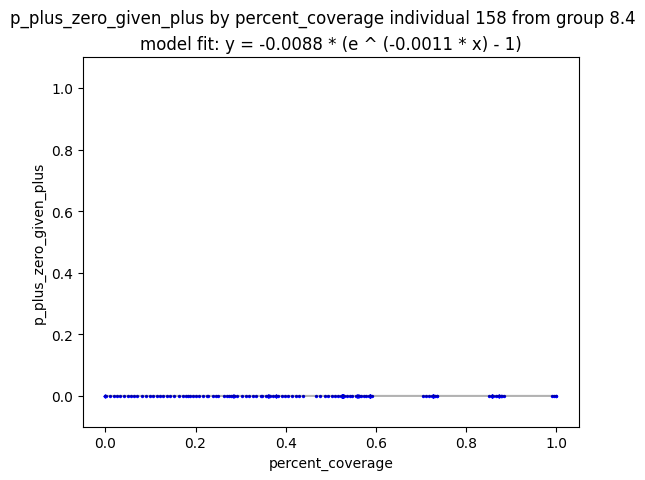 p_plus_zero_given_plus by percent_coverage individual 158 from group 8.4
model fit: y = -0.0088 * (e ^ (-0.0011 * x) - 1)
1.0
0.8
0.6
0.4
0.2
0.0
p_plus_zero_given_plus
0.0 0.2 0.4 0.6 0.8 1.0
percent_coverage